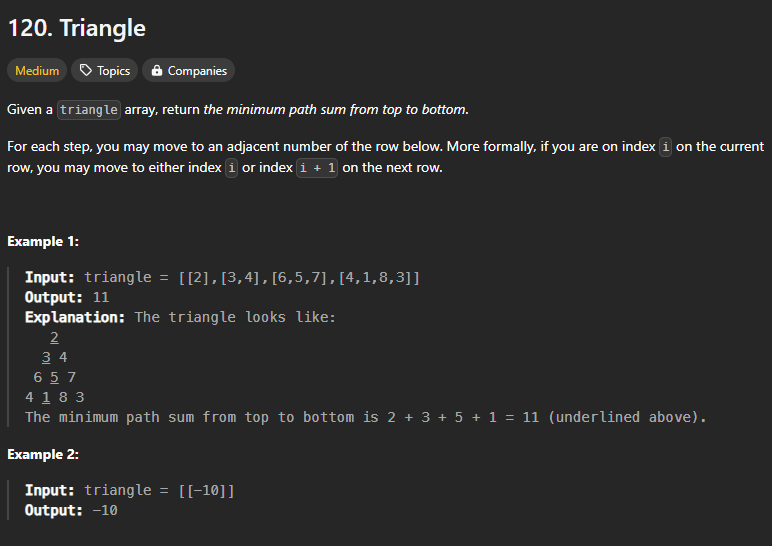 120. Triangle
Medium Topics Companies
Given a triangle array, return the minimum path sum from top to bottom.
For each step, you may move to an adjacent number of the row below. More formally, if you are on index i on the current
row, you may move to either index i or index i + 1 on the next row.
Example 1:
Input: triangle = [[2],[3,4],[6,5,7],[4,1,8,3]]
Output: 11
Explanation: The triangle looks like:
2
3 4
6 5 7
4 1 8 3
The minimum path sum from top to bottom is 2 + 3 + 5 + 1 = 11 (underlined above).
Example 2:
Input: triangle = [[-10]]
Output: -10